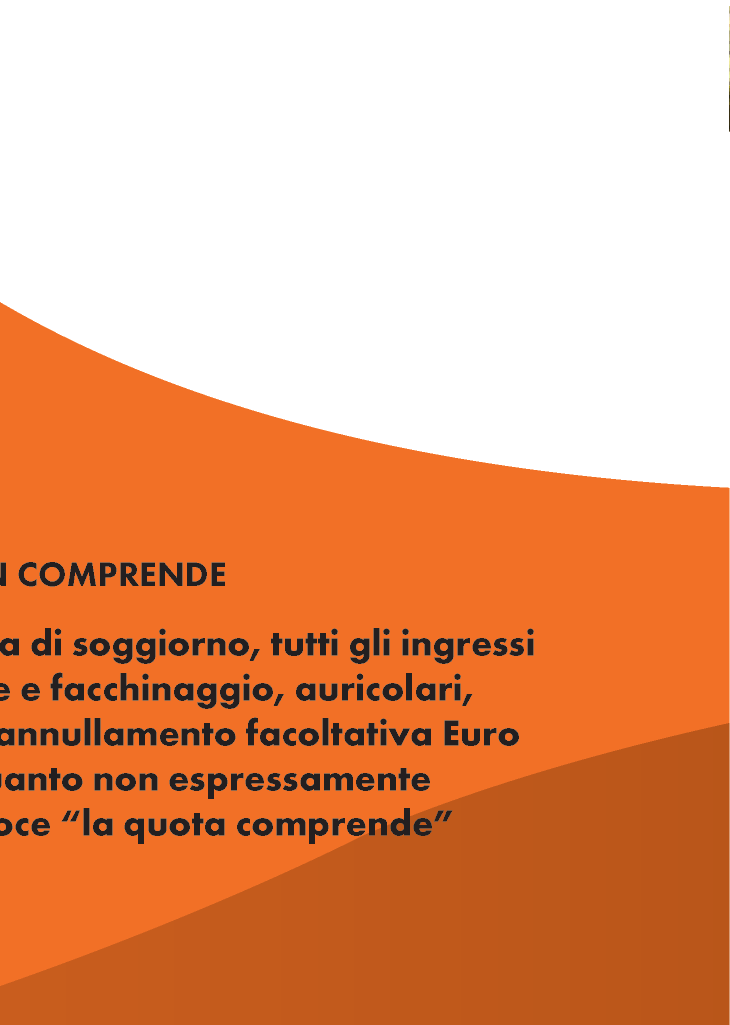 COMPRENDE
a di soggiorno, tutti gli ingressi
e e facchinaggio, auricolari,
annullamento facoltativa Euro
uanto non espressamente
oce “la quota comprende”